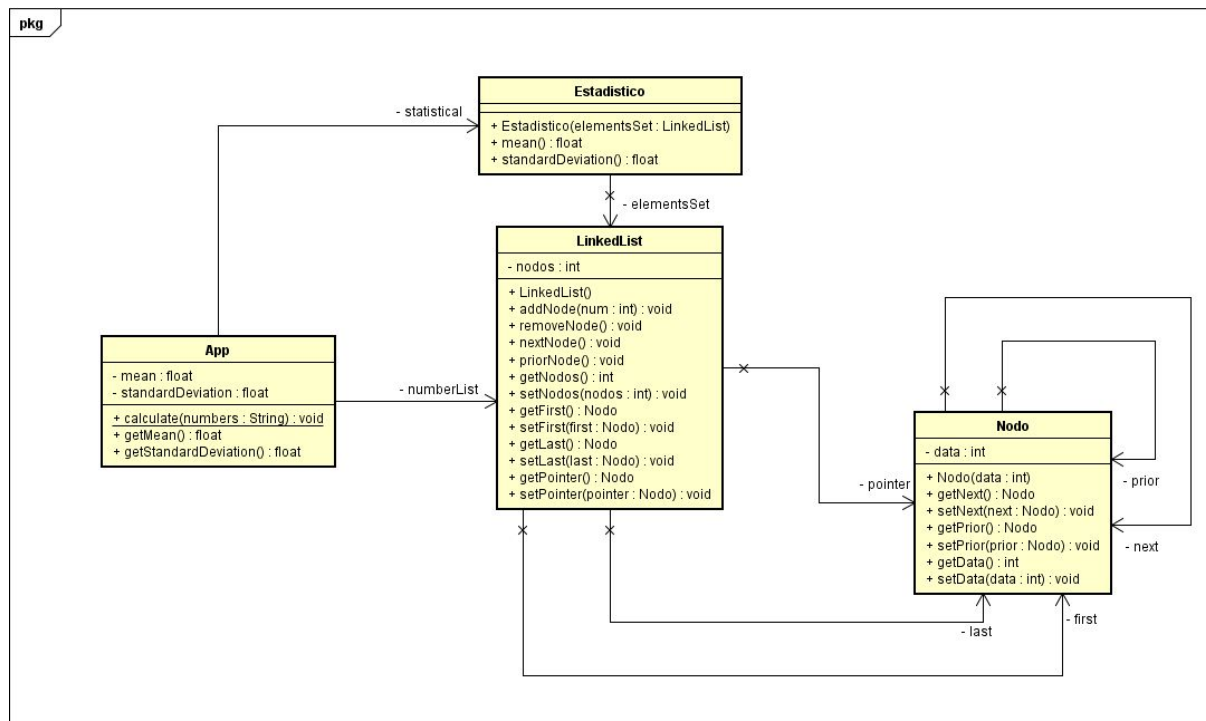 pkg
Estadistico
+ Estadistico(elementsSet : LinkedList)
+ mean() : float
+ standardDeviation() : float
- statistical
- elementsSet
LinkedList
- nodos : int
+ LinkedList()
+ addNode(num : int) : void
+ removeNode() : void
+ nextNode() : void
+ priorNode() : void
+ getNodos() : int
+ setNodos(nodos : int) : void
+ getFirst() : Nodo
+ setFirst(first : Nodo) : void
+ getLast() : Nodo
+ setLast(last : Nodo) : void
+ getPointer() : Nodo
+ setPointer(pointer : Nodo) : void
App
- mean : float
- standardDeviation : float
+ calculate(numbers : String) : void
+ getMean() : float
+ getStandardDeviation() : float
- numberList
Nodo
- data : int
+ Nodo(data : int)
+ getNext() : Nodo
+ setNext(next : Nodo) : void
+ getPrior() : Nodo
+ setPrior(prior : Nodo) : void
+ getData() : int
+ setData(data : int) : void
- pointer
- prior
- next
- last
- first